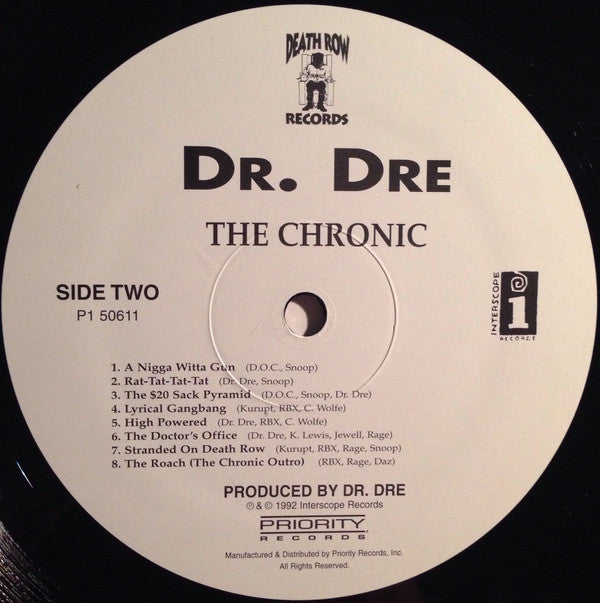 DEATH ROW
RECORDS
DR. DRE
THE CHRONIC
SIDE TWO
P1 50611
INTERSCOPE
i
RECORDS
1. A Nigga Witta Gun (D.O.C., Snoop)
2. Rat-Tat-Tat-Tat (Dr. Dre, Snoop)
3. The $20 Sack Pyramid (D.O.C., Snoop, Dr. Dre)
4. Lyrical Gangbang (Kurupt, RBX, C. Wolfe)
5. High Powered (Dr. Dre, RBX, C. Wolfe)
6. The Doctor's Office (Dr. Dre, K. Lewis, Jewell, Rage)
7. Stranded On Death Row (Kurupt, RBX, Rage, Snoop)
8. The Roach (The Chronic Outro) (RBX, Rage, Daz)
PRODUCED BY DR. DRE
℗ & © 1992 Interscope Records
PRIORITY
RECORDS
Manufactured & Distributed by Priority Records, Inc.
All Rights Reserved.